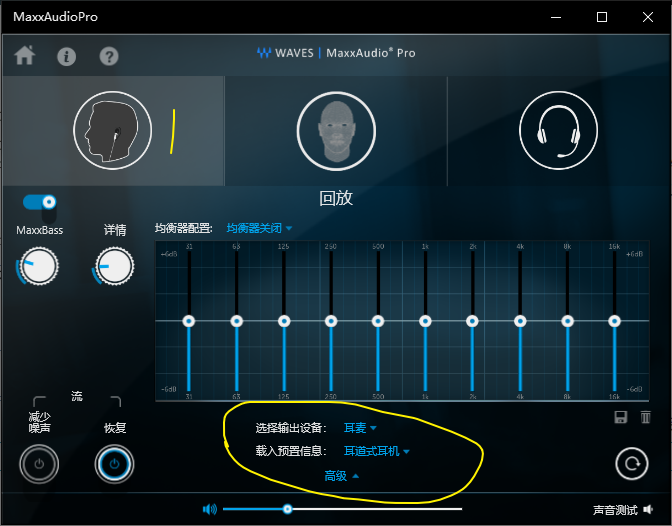 MaxxAudioPro
WAVES | MaxxAudio® Pro
回放
MaxxBass
详情
均衡器配置: 均衡器关闭
31 63 125 250 500 1k 2k 4k 8k 16k
+6dB +6dB
-6dB -6dB
31 63 125 250 500 1k 2k 4k 8k 16k
流
减少
噪声
恢复
选择输出设备: 耳麦
载入预置信息: 耳道式耳机
高级
声音测试